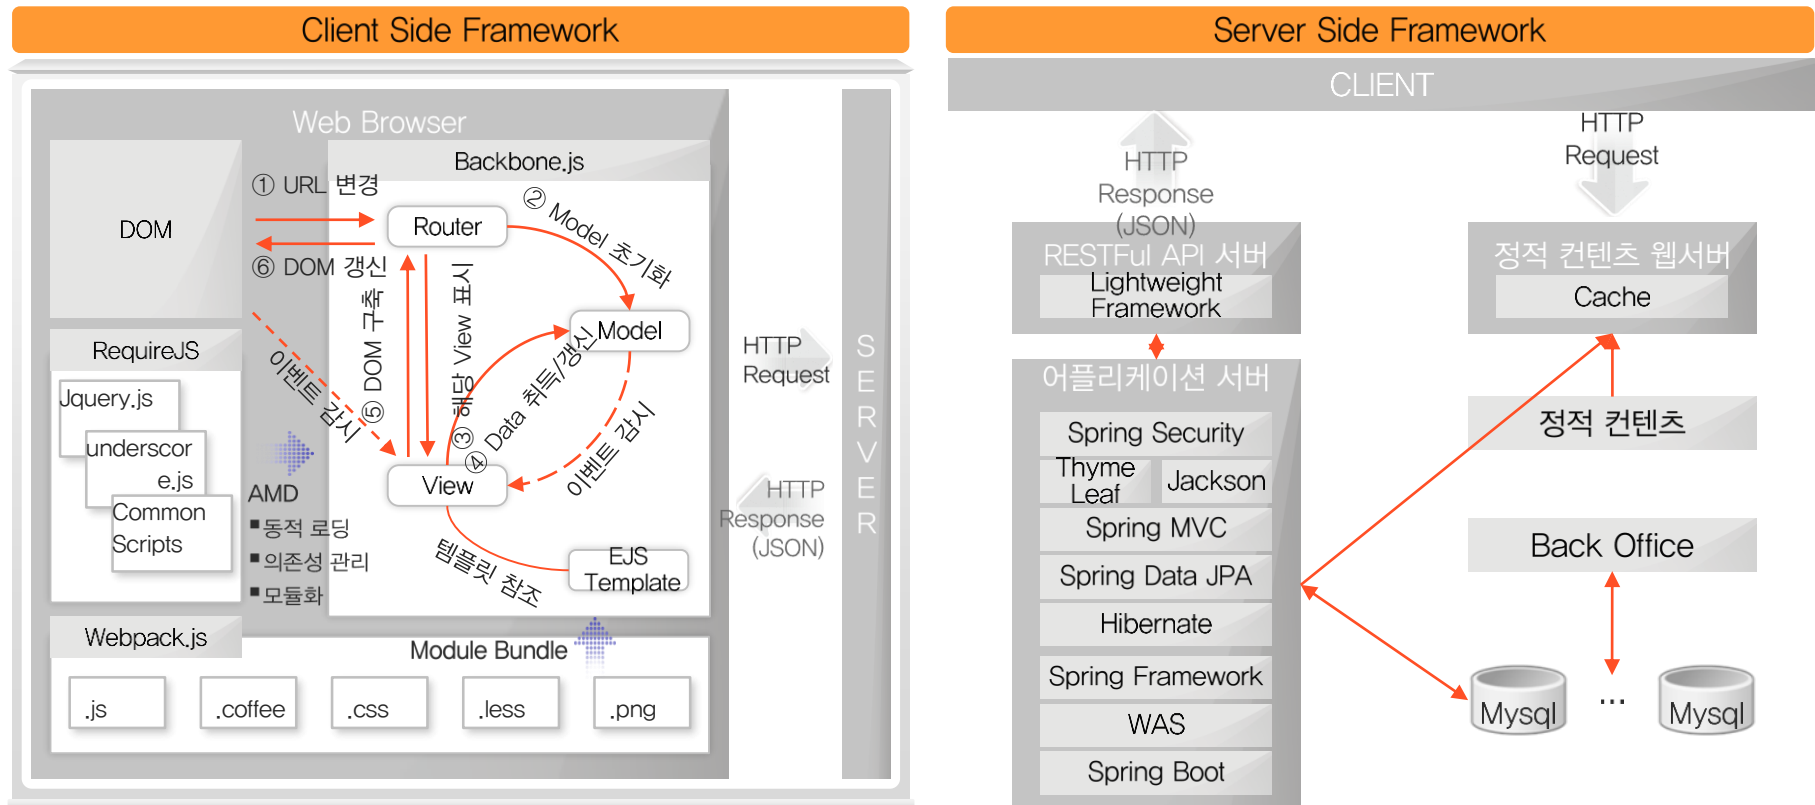 Client Side Framework
Web Browser
DOM
Backbone.js
① URL 변경
Router
② Model 초기화
⑥ DOM 갱신
⑤ DOM 구축
③ 해당 View 표시
④ Data 취득/갱신
Model
이벤트 감시
이벤트 감시
View
템플릿 참조
EJS
Template
RequireJS
Jquery.js
underscor
e.js
Common
Scripts
AMD
▪동적 로딩
▪의존성 관리
▪모듈화
Webpack.js
Module Bundle
.js
.coffee
.css
.less
.png
HTTP
Request
HTTP
Response
(JSON)
S
E
R
V
E
R
Server Side Framework
CLIENT
HTTP
Response
(JSON)
HTTP
Request
RESTFul API 서버
Lightweight
Framework
정적 컨텐츠 웹서버
Cache
어플리케이션 서버
Spring Security
Thyme
Leaf
Jackson
Spring MVC
Spring Data JPA
Hibernate
Spring Framework
WAS
Spring Boot
정적 컨텐츠
Back Office
Mysql
...
Mysql